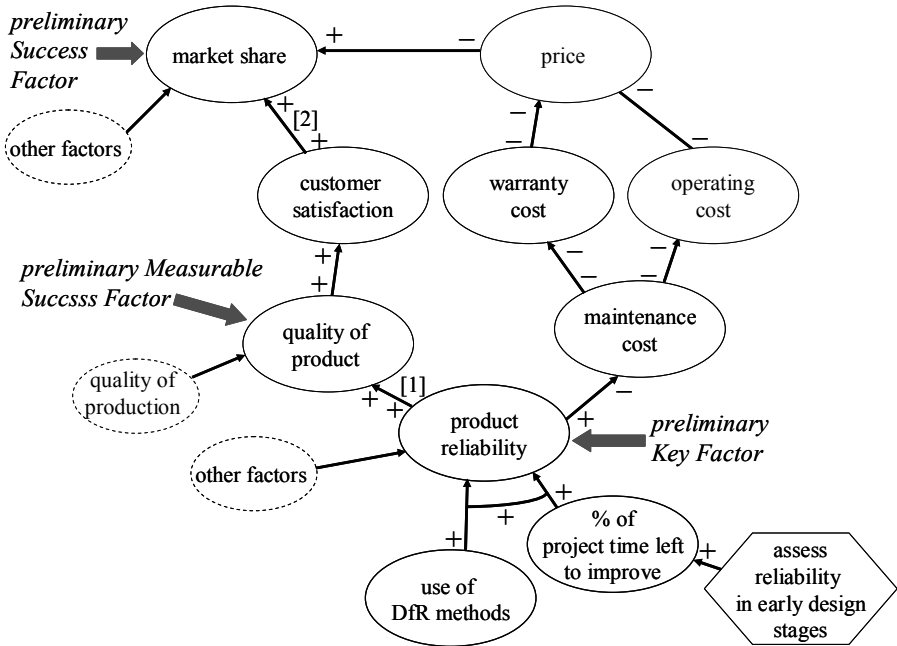 preliminary
Success
Factor
market share
+
−
price
other factors
+
[2]
+
−
−
−
−
customer
satisfaction
warranty
cost
operating
cost
+
+
−
−
−
−
preliminary Measurable
Succsss Factor
quality of
product
maintenance
cost
quality of
production
[1]
+
+
product
reliability
+
−
preliminary
Key Factor
other factors
+
+
+
% of
project time left
to improve
use of
DfR methods
+
assess
reliability
in early design
stages